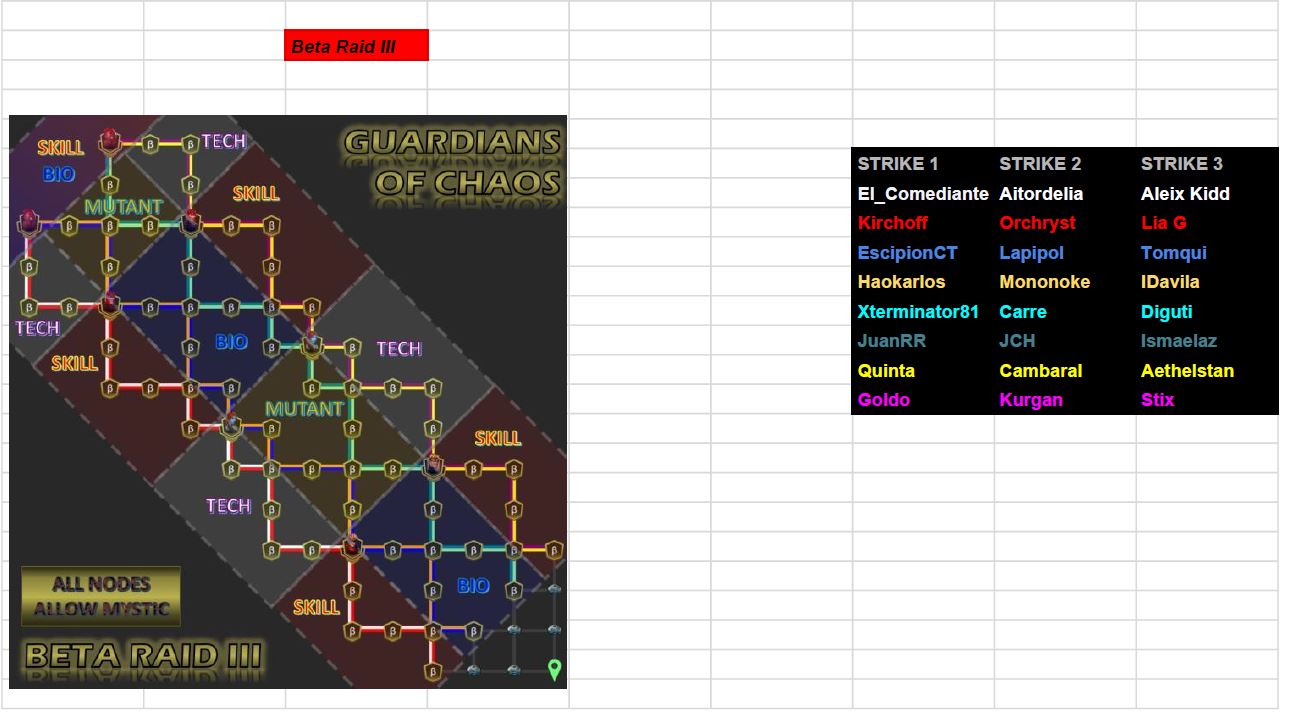 Beta Raid III
GUARDIANS
OF CHAOS
TECH
SKILL
BIO
SKILL
MUTANT
TECH
SKILL
BIO
TECH
MUTANT
SKILL
TECH
BIO
SKILL
ALL NODES
ALLOW MYSTIC
BETA RAID III
STRIKE 1 STRIKE 2 STRIKE 3
El_Comediante Aitordelia Aleix Kidd
Kirchoff Orchryst Lia G
EscipionCT Lapipol Tomqui
Haokarlos Mononoke IDavila
Xterminator81 Carre Diguti
JuanRR JCH Ismaelaz
Quinta Cambaral Aethelstan
Goldo Kurgan Stix